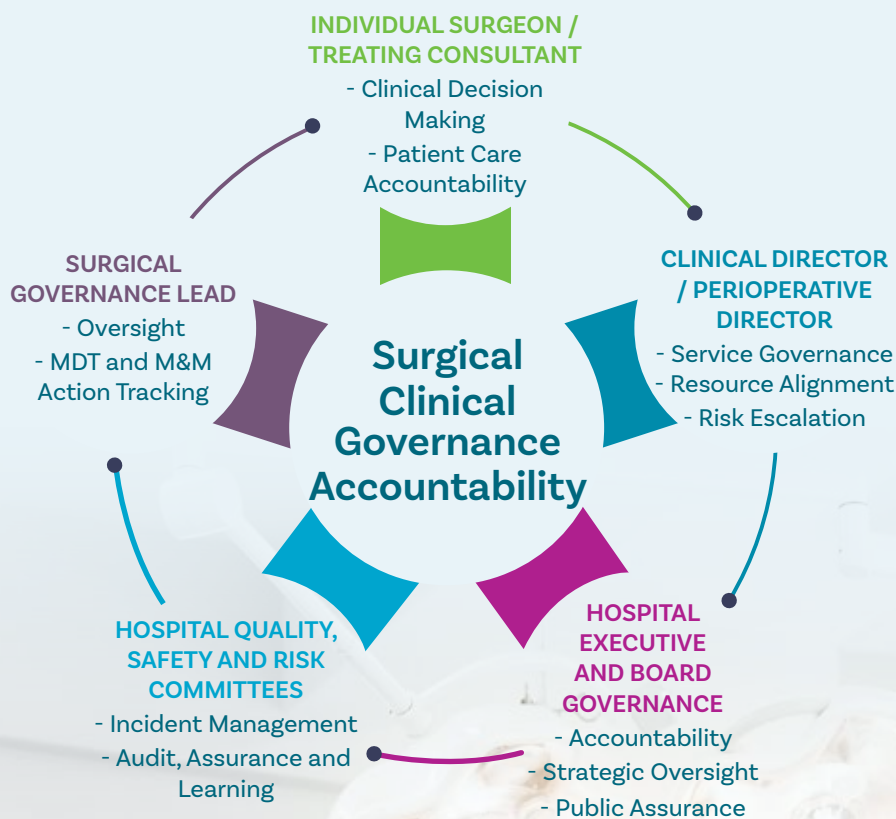 INDIVIDUAL SURGEON /
TREATING CONSULTANT
- Clinical Decision
Making
- Patient Care
Accountability
CLINICAL DIRECTOR
/ PERIOPERATIVE
DIRECTOR
- Service Governance
- Resource Alignment
- Risk Escalation
HOSPITAL
EXECUTIVE
AND BOARD
GOVERNANCE
- Accountability
- Strategic Oversight
- Public Assurance
HOSPITAL QUALITY,
SAFETY AND RISK
COMMITTEES
- Incident Management
- Audit, Assurance and
Learning
SURGICAL
GOVERNANCE LEAD
- Oversight
- MDT and M&M
Action Tracking
Surgical
Clinical
Governance
Accountability